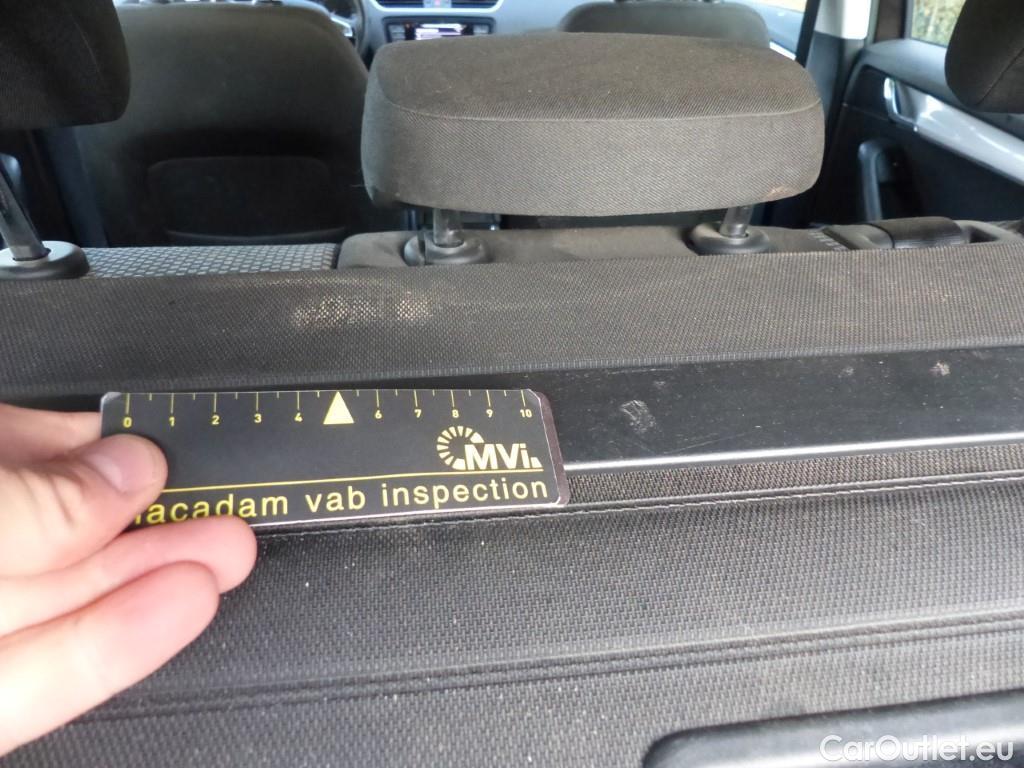 0 1 2 3 4 6 7 8 9 10
MVi
acadam vab inspection
CarOutlet.eu